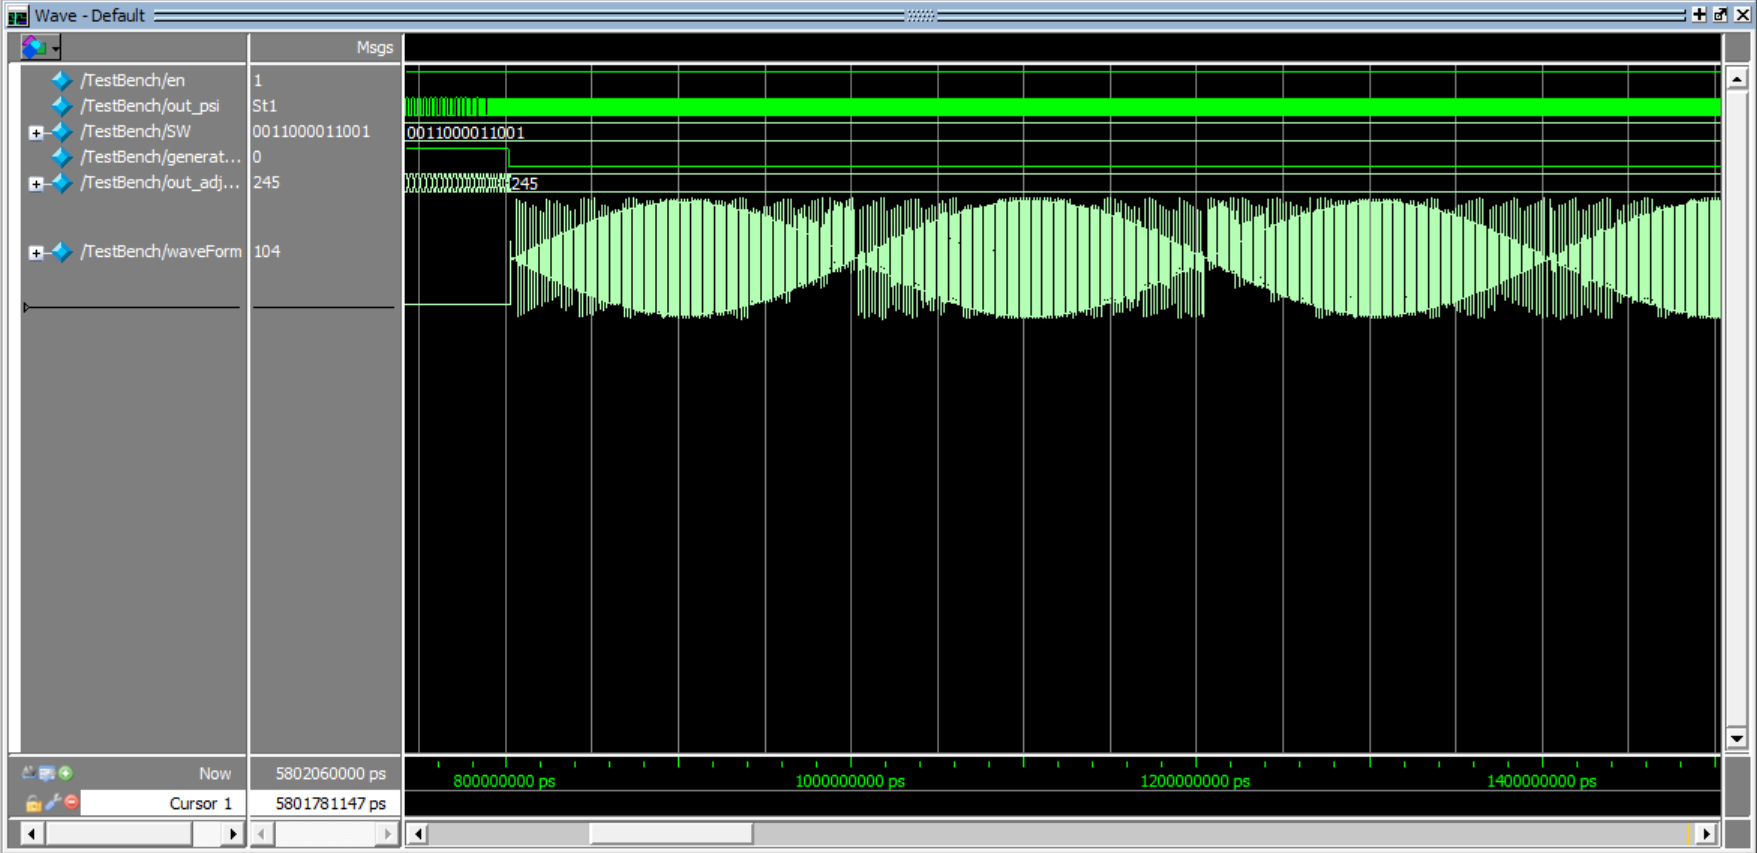 Wave - Default
Msgs
/TestBench/en 1
/TestBench/out_psi St1
/TestBench/SW 0011000011001 0011000011001
/TestBench/generat... 0
/TestBench/out_adj... 245 245
/TestBench/waveForm 104
Now 5802060000 ps 800000000 ps 1000000000 ps 1200000000 ps 1400000000 ps
Cursor 1 5801781147 ps